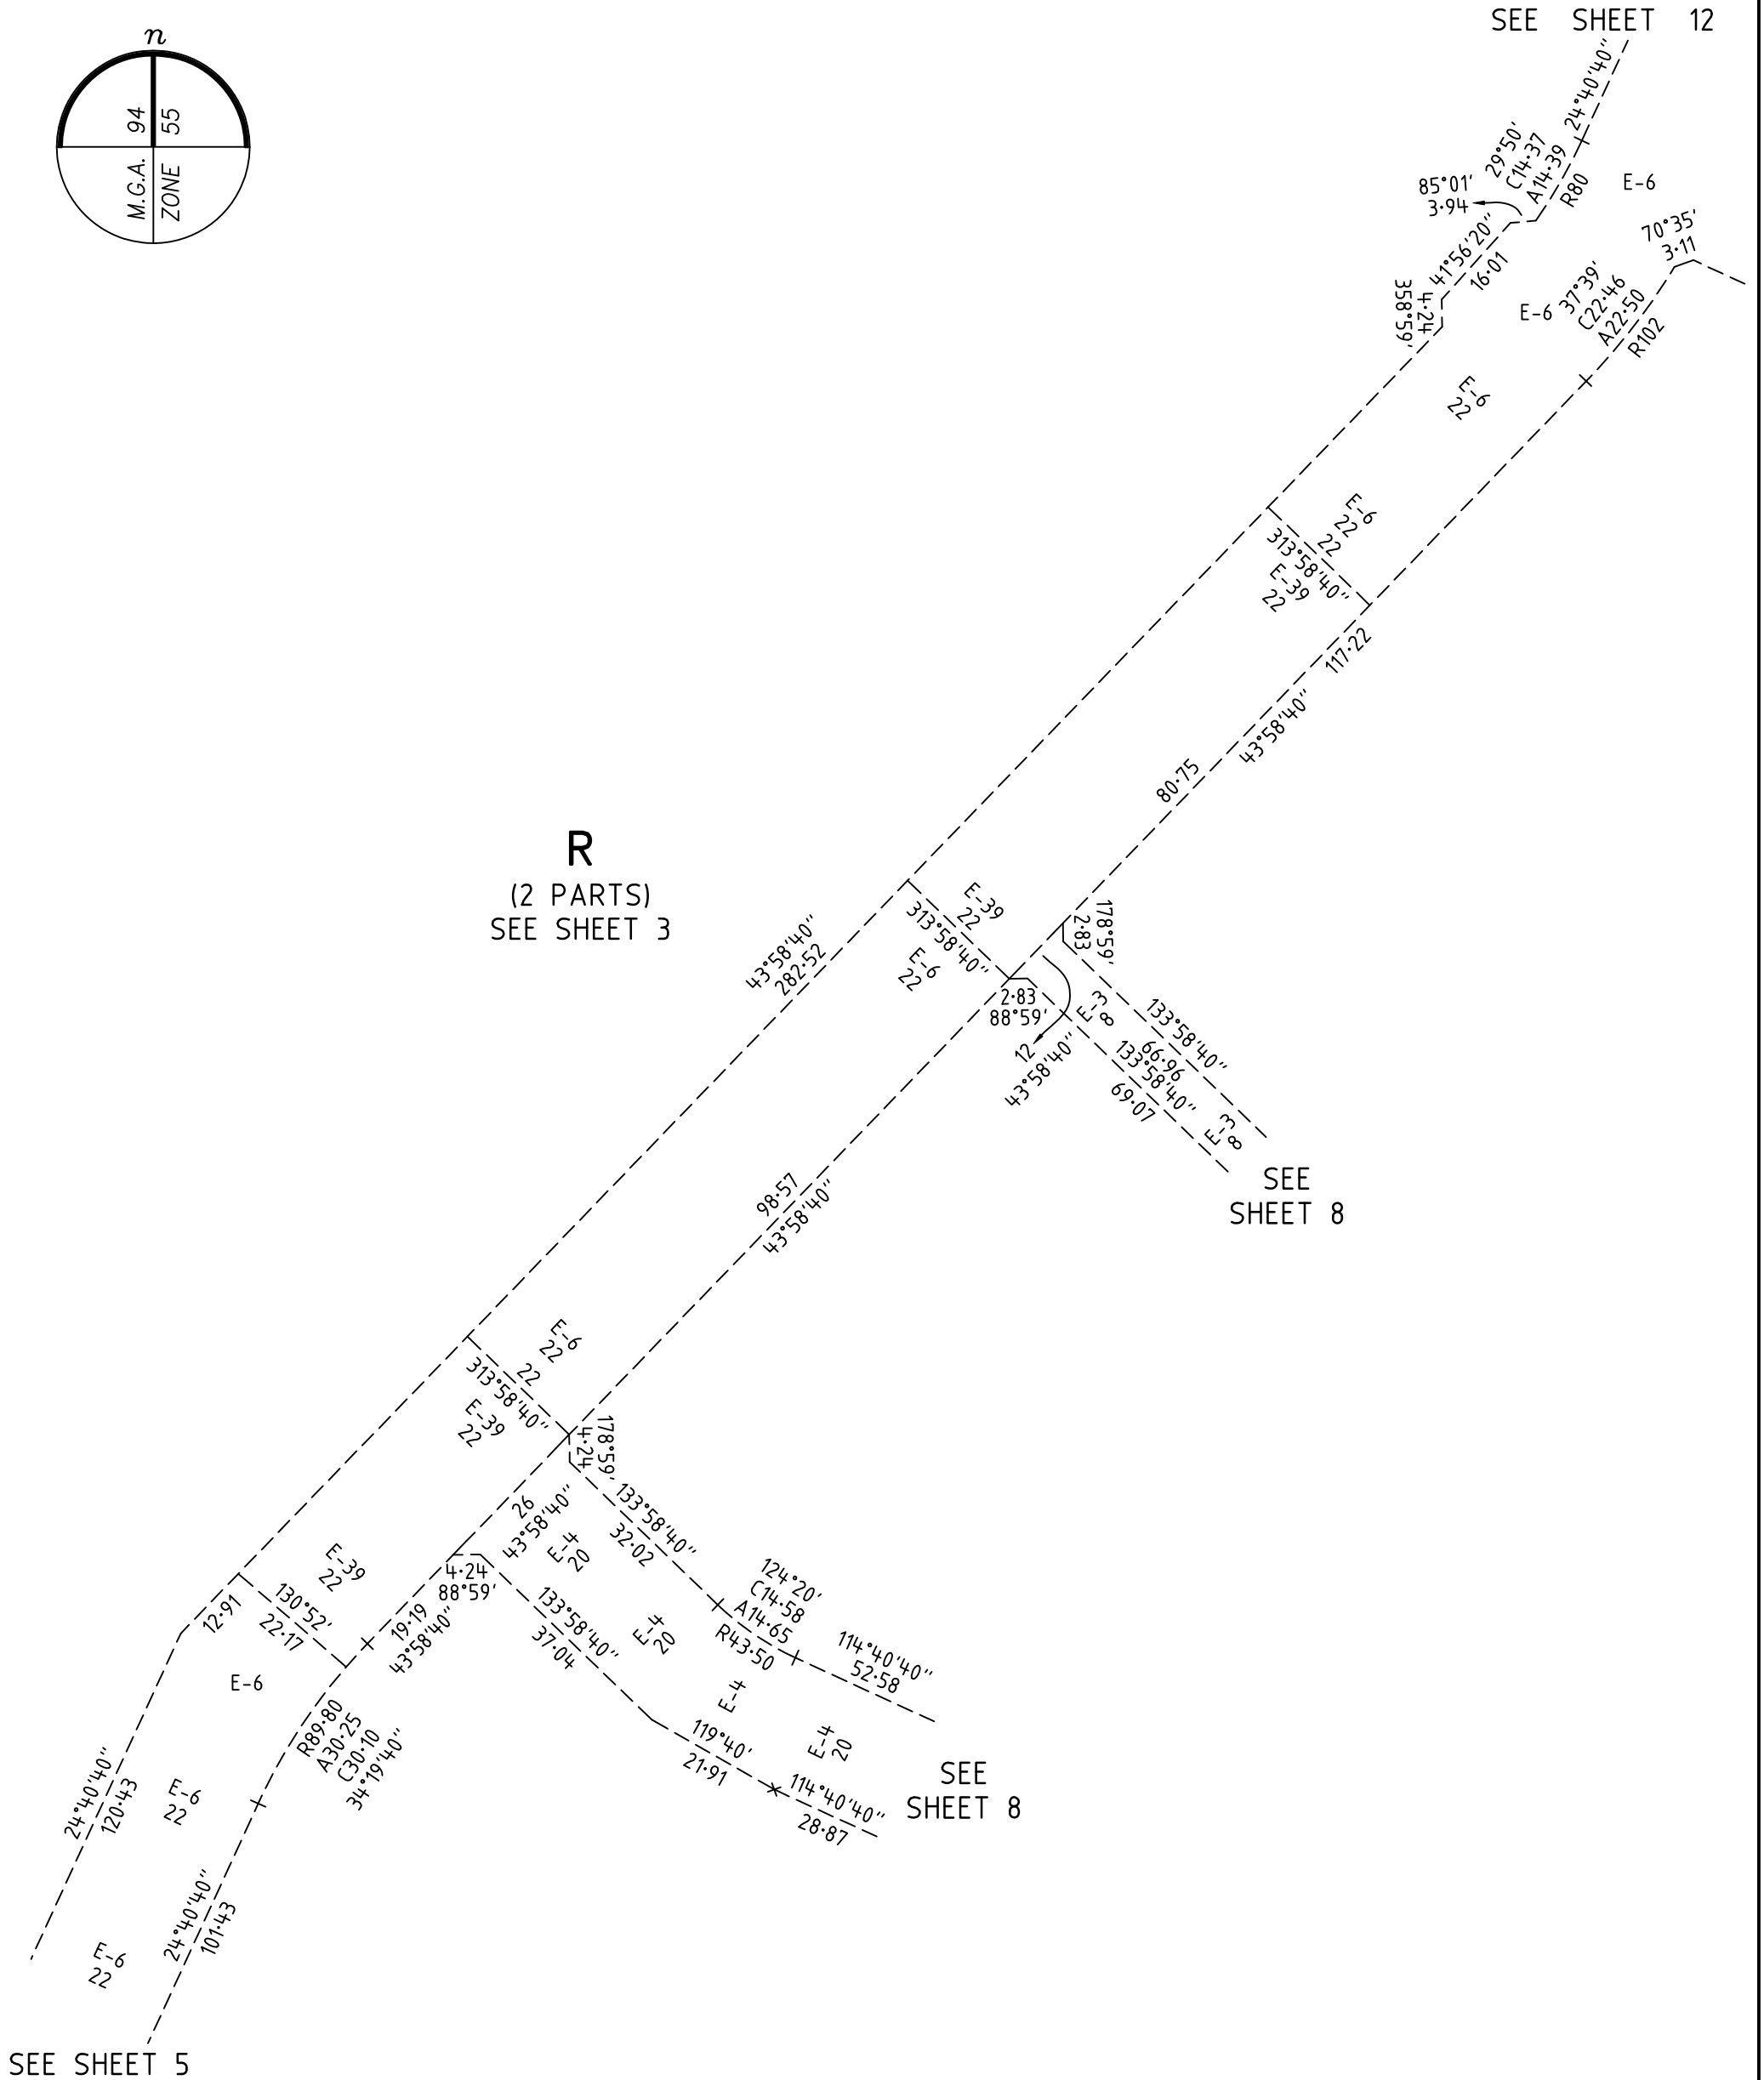 SEE SHEET 12
n
M.G.A. 94
ZONE 55
24°40'40"
29°50'
C14·37
A14·39
R80
85°01'
3·94
E-6
70°35'
3·11
41°56'20"
16·01
358°59'
4·24
E-6
37°39'
C22·46
A22·50
R102
E-6
22
E-6
22
22
313°58'40"
E-39
22
117·22
43°58'40"
80·75
R
(2 PARTS)
SEE SHEET 3
43°58'40"
282·52
E-39
22
313°58'40"
E-6
22
178°59'
2·83
2·83
88°59'
E-3
8
12
43°58'40"
133°58'40"
66·96
133°58'40"
69·07
E-3
8
SEE
SHEET 8
98·57
43°58'40"
E-6
22
22
313°58'40"
E-39
22
178°59'
4·24
26
43°58'40"
133°58'40"
32·02
E-4
20
E-39
22
4·24
88°59'
130°52'
22·17
12·91
19·19
43°58'40"
133°58'40"
37·04
E-4
20
124°20'
C14·58
A14·65
R43·50
114°40'40"
52·58
E-6
E-4
R89·80
A30·25
C30·10
34°19'40"
119°40'
21·91
E-4
20
SEE
SHEET 8
114°40'40"
28·87
24°40'40"
120·43
E-6
22
24°40'40"
101·43
E-6
22
SEE SHEET 5